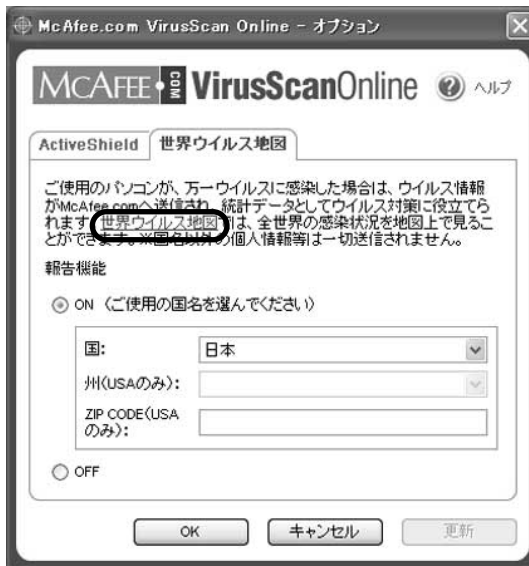 McAfee.com VirusScan Online - オプション
McAFEE .COM VirusScanOnline ? ヘルプ
ActiveShield 世界ウイルス地図
ご使用のパソコンが、万一ウイルスに感染した場合は、ウイルス情報
がMcAfee.comへ送信され、統計データとしてウイルス対策に役立てら
れます。世界ウイルス地図では、全世界の感染状況を地図上で見るこ
とができます。※国名以外の個人情報等は一切送信されません。
報告機能
ON (ご使用の国名を選んでください)
国: 日本
州(USAのみ):
ZIP CODE(USA
のみ):
OFF
OK キャンセル 更新